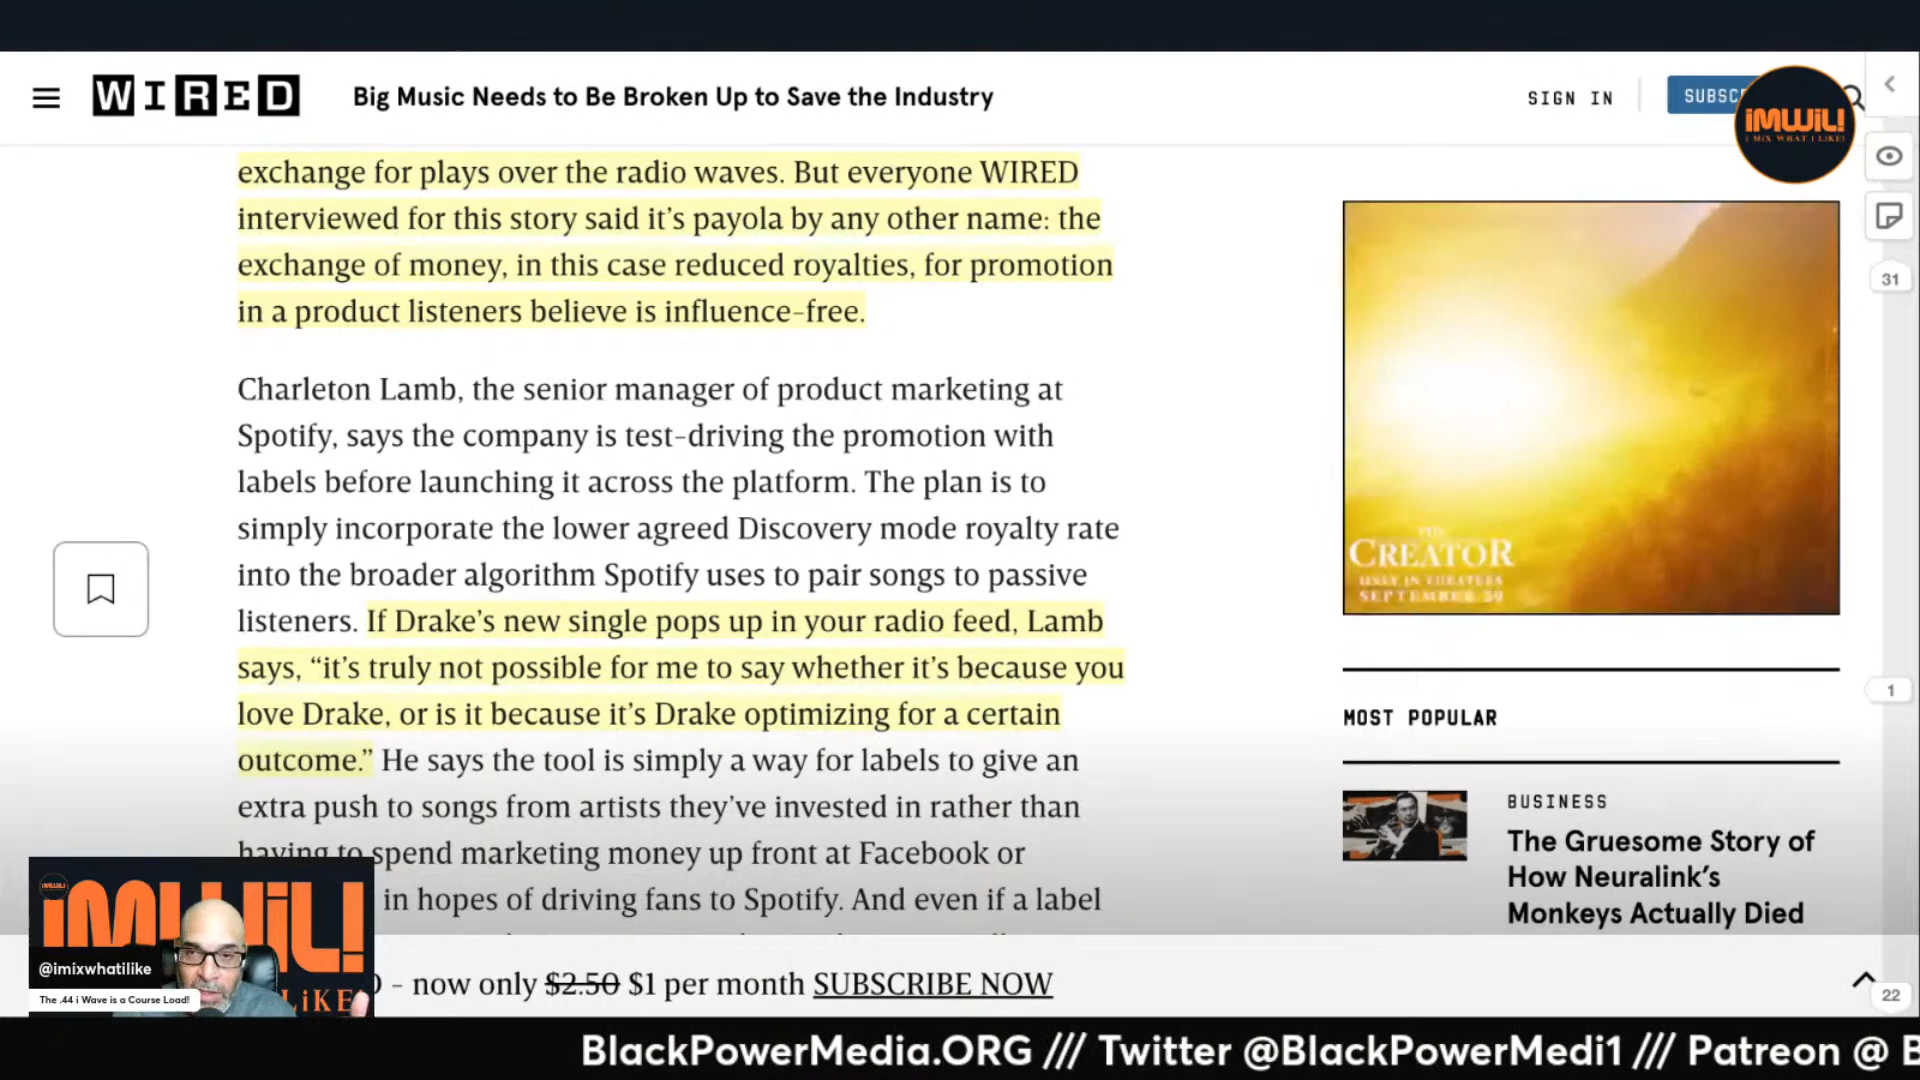 WIRED
Big Music Needs to Be Broken Up to Save the Industry
SIGN IN
iMWiL!
I MiX WHAT I LiKE!
exchange for plays over the radio waves. But everyone WIRED
interviewed for this story said it’s payola by any other name: the
exchange of money, in this case reduced royalties, for promotion
in a product listeners believe is influence-free.
Charleton Lamb, the senior manager of product marketing at
Spotify, says the company is test-driving the promotion with
labels before launching it across the platform. The plan is to
simply incorporate the lower agreed Discovery mode royalty rate
into the broader algorithm Spotify uses to pair songs to passive
listeners. If Drake’s new single pops up in your radio feed, Lamb
says, “it’s truly not possible for me to say whether it’s because you
love Drake, or is it because it’s Drake optimizing for a certain
outcome.” He says the tool is simply a way for labels to give an
extra push to songs from artists they’ve invested in rather than
having to spend marketing money up front at Facebook or
in hopes of driving fans to Spotify. And even if a label
31
THE
CREATOR
ONLY IN THEATERS
SEPTEMBER 29
1
MOST POPULAR
BUSINESS
The Gruesome Story of
How Neuralink’s
Monkeys Actually Died
@imixwhatilike
The .44 i Wave is a Course Load!
LiKE
- now only $2.50 $1 per month SUBSCRIBE NOW
22
BlackPowerMedia.ORG /// Twitter @BlackPowerMedi1 /// Patreon @ B